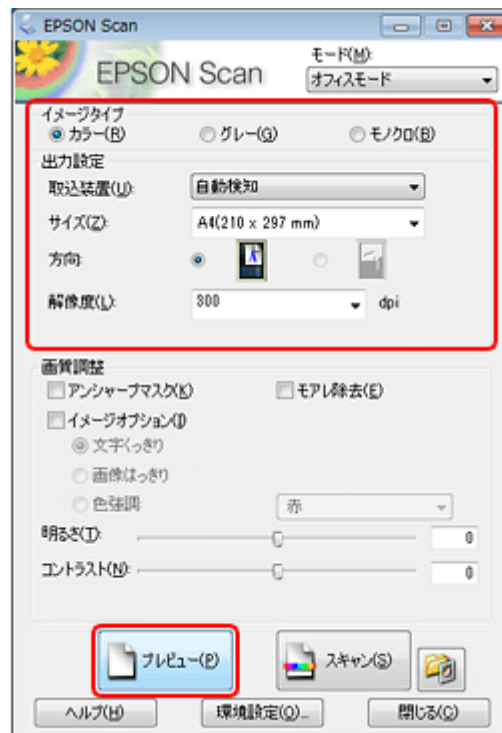 EPSON Scan
EPSON Scan
モード(M):
オフィスモード
イメージタイプ
カラー(R) グレー(G) モノクロ(B)
出力設定
取込装置(U): 自動検知
サイズ(Z): A4(210 x 297 mm)
方向:
解像度(L): 300 dpi
画質調整
アンシャープマスク(K) モアレ除去(E)
イメージオプション(I)
文字くっきり
画像はっきり
色強調: 赤
明るさ(T): 0
コントラスト(N): 0
プレビュー(P) スキャン(S)
ヘルプ(H) 環境設定(O)... 閉じる(C)